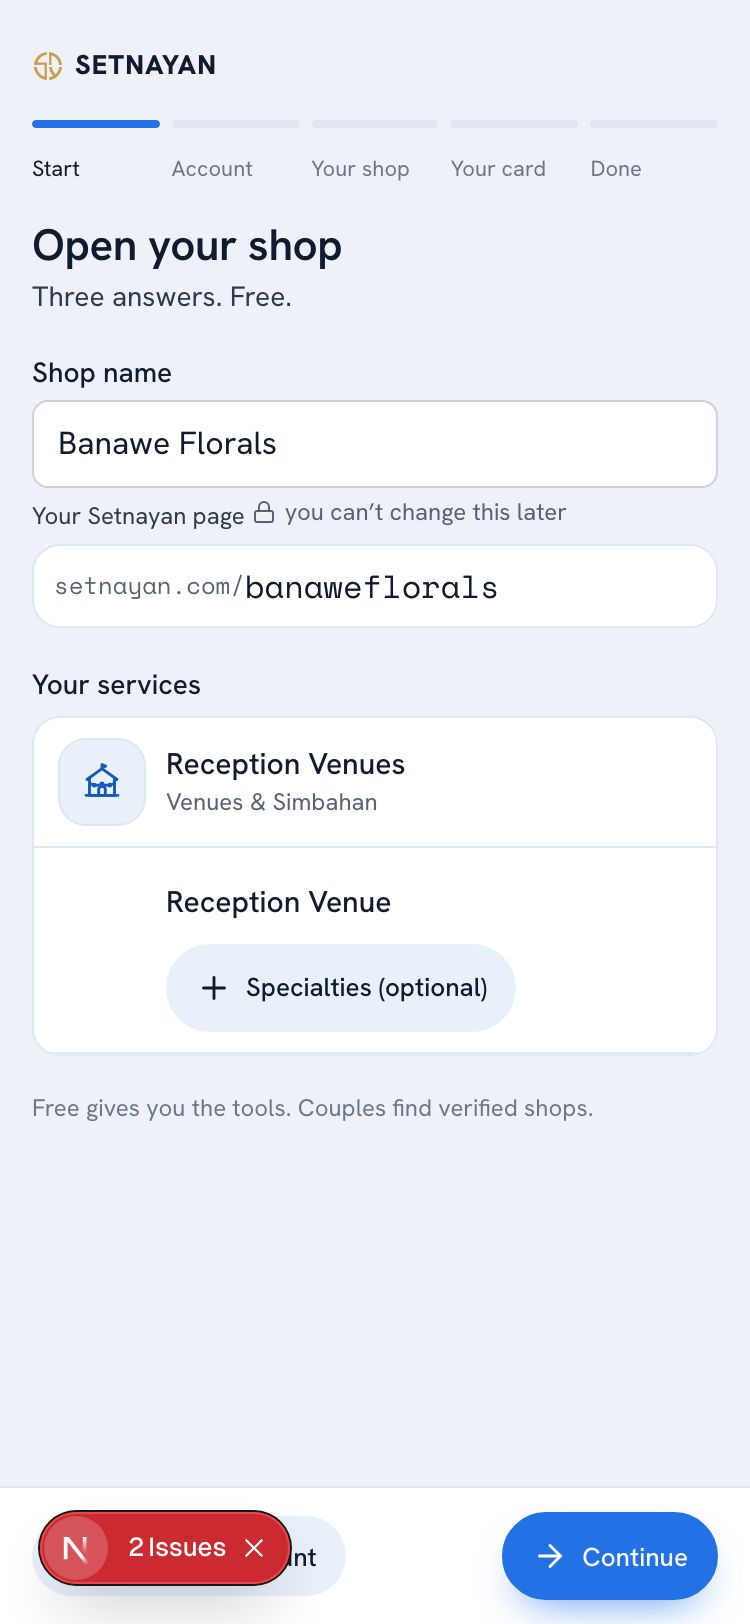 SETNAYAN
Start Account Your shop Your card Done
Open your shop
Three answers. Free.
Shop name
Banawe Florals
Your Setnayan page you can’t change this later
setnayan.com/banaweflorals
Your services
Reception Venues
Venues & Simbahan
Reception Venue
+ Specialties (optional)
Free gives you the tools. Couples find verified shops.
N 2 Issues
Continue